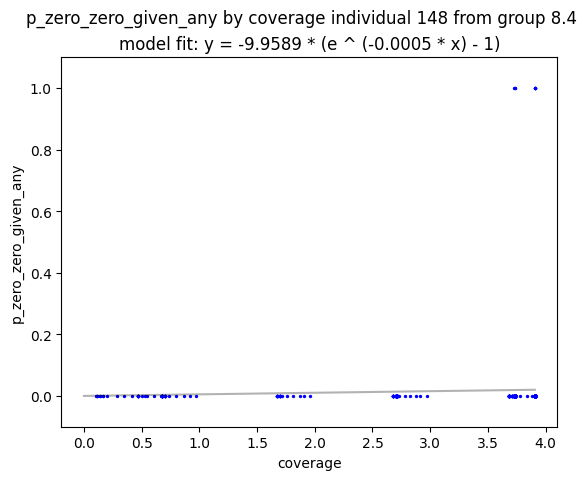 p_zero_zero_given_any by coverage individual 148 from group 8.4
model fit: y = -9.9589 * (e ^ (-0.0005 * x) - 1)
1.0
0.8
0.6
0.4
0.2
0.0
p_zero_zero_given_any
0.0 0.5 1.0 1.5 2.0 2.5 3.0 3.5 4.0
coverage